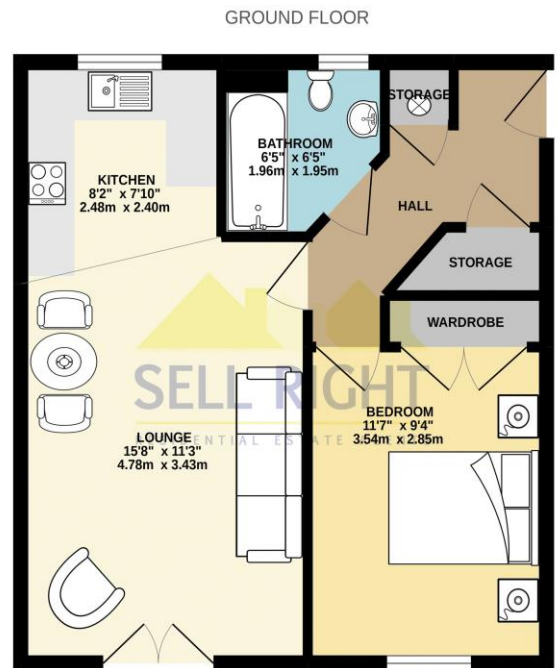 GROUND FLOOR
STORAGE
BATHROOM
6'5" x 6'5"
1.96m x 1.95m
KITCHEN
8'2" x 7'10"
2.48m x 2.40m
HALL
STORAGE
WARDROBE
SELL RIGHT
BEDROOM
11'7" x 9'4"
3.54m x 2.85m
LOUNGE
15'8" x 11'3"
4.78m x 3.43m